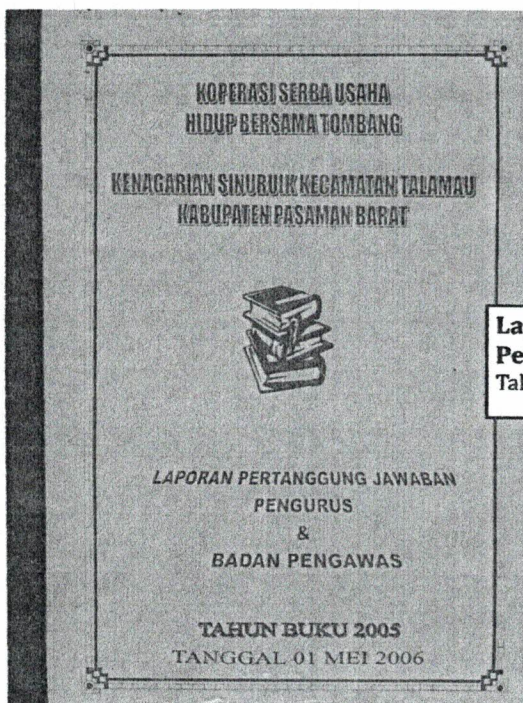 KOPERASI SERBA USAHA
HIDUP BERSAMA TOMBANG
KENAGARIAN SINURUIK KECAMATAN TALAMAU
KABUPATEN PASAMAN BARAT
LAPORAN PERTANGGUNG JAWABAN
PENGURUS
&
BADAN PENGAWAS
TAHUN BUKU 2005
TANGGAL 01 MEI 2006
La
Pe
Tal